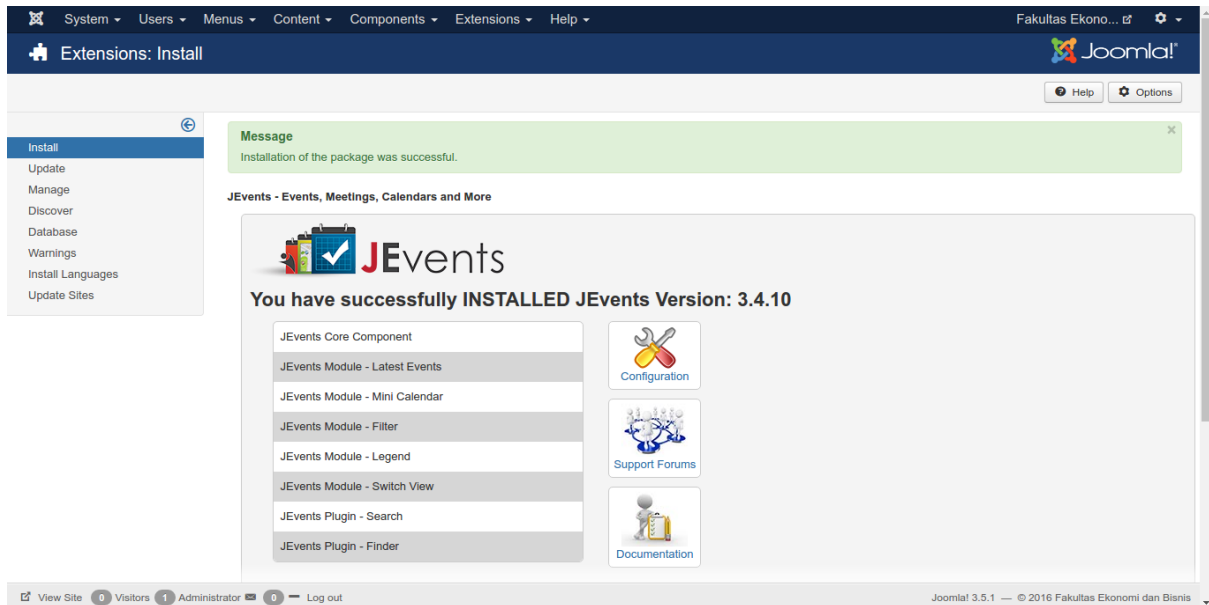 System Users Menus Content Components Extensions Help Fakultas Ekono...
Extensions: Install Joomla!®
Help Options
Install
Update
Manage
Discover
Database
Warnings
Install Languages
Update Sites
Message ×
Installation of the package was successful.
JEvents - Events, Meetings, Calendars and More
JEvents
You have successfully INSTALLED JEvents Version: 3.4.10
JEvents Core Component
JEvents Module - Latest Events
JEvents Module - Mini Calendar
JEvents Module - Filter
JEvents Module - Legend
JEvents Module - Switch View
JEvents Plugin - Search
JEvents Plugin - Finder
Configuration
Support Forums
Documentation
View Site 0 Visitors 1 Administrator 0 Log out Joomla! 3.5.1 — © 2016 Fakultas Ekonomi dan Bisnis